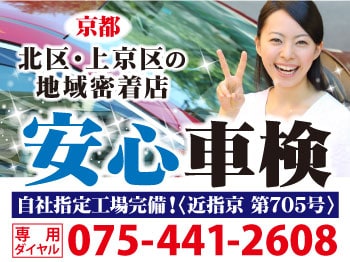 京都
北区・上京区の
地域密着店
安心車検
自社指定工場完備！〈近指京 第705号〉
専用
ダイヤル
075-441-2608